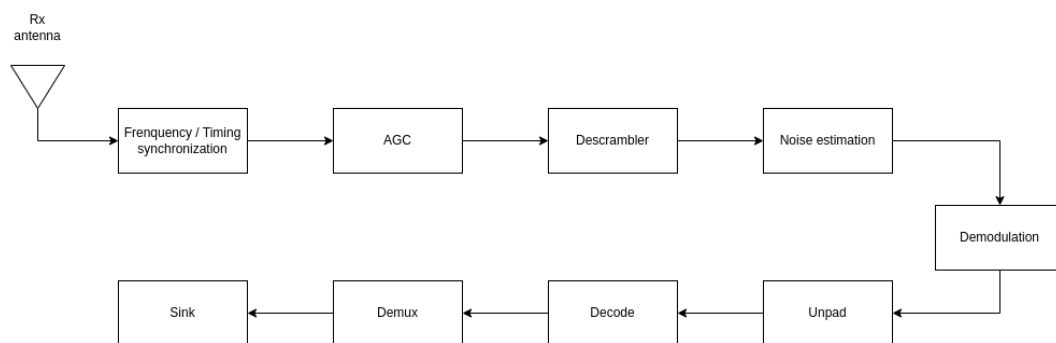 Rx
antenna
Frenquency / Timing
synchronization
AGC
Descrambler
Noise estimation
Demodulation
Unpad
Decode
Demux
Sink